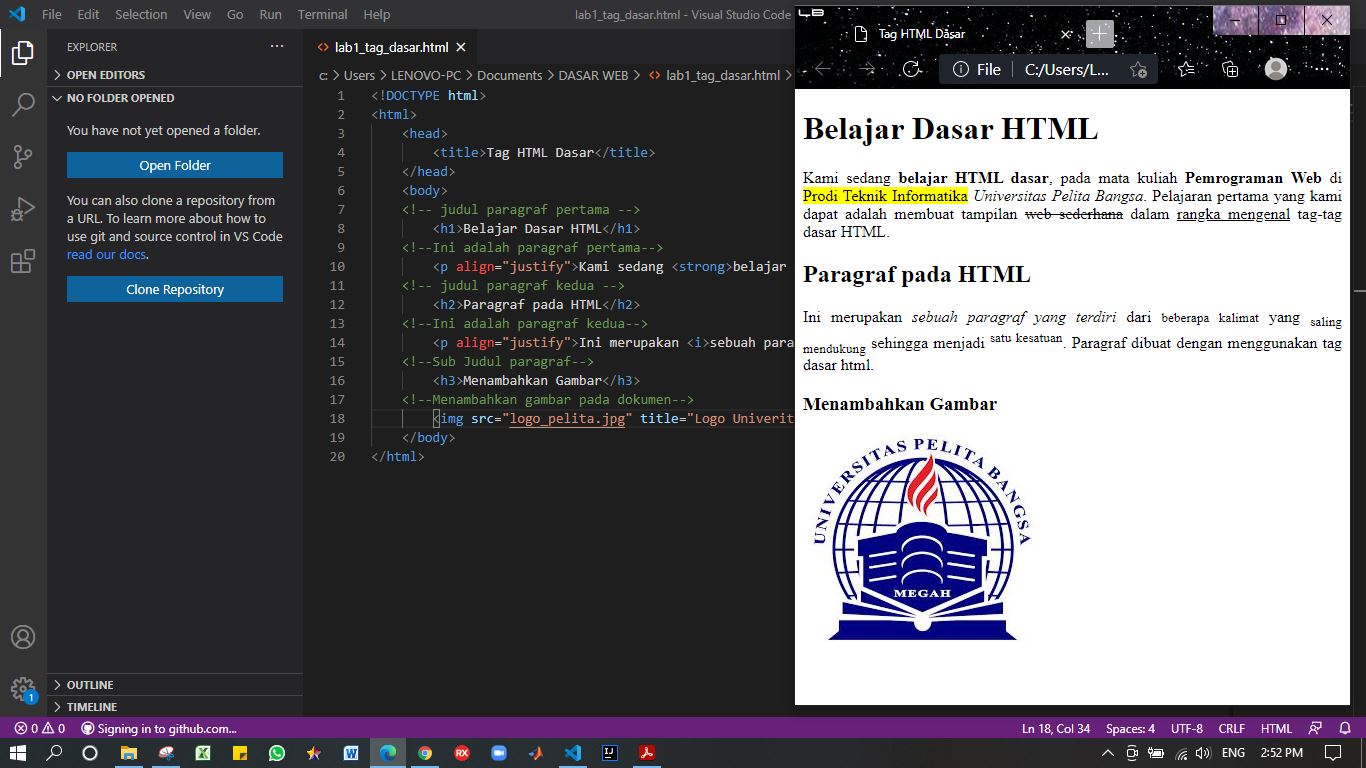 File Edit Selection View Go Run Terminal Help
lab1_tag_dasar.html - Visual Studio Code
EXPLORER
OPEN EDITORS
NO FOLDER OPENED
You have not yet opened a folder.
Open Folder
You can also clone a repository from
a URL. To learn more about how to
use git and source control in VS Code
read our docs.
Clone Repository
OUTLINE
TIMELINE
lab1_tag_dasar.html
c: > Users > LENOVO-PC > Documents > DASAR WEB > lab1_tag_dasar.html >
1 <!DOCTYPE html>
2 <html>
3 <head>
4 <title>Tag HTML Dasar</title>
5 </head>
6 <body>
7 <!-- judul paragraf pertama -->
8 <h1>Belajar Dasar HTML</h1>
9 <!--Ini adalah paragraf pertama-->
10 <p align="justify">Kami sedang <strong>belajar
11 <!-- judul paragraf kedua -->
12 <h2>Paragraf pada HTML</h2>
13 <!--Ini adalah paragraf kedua-->
14 <p align="justify">Ini merupakan <i>sebuah para
15 <!--Sub Judul paragraf-->
16 <h3>Menambahkan Gambar</h3>
17 <!--Menambahkan gambar pada dokumen-->
18 <img src="logo_pelita.jpg" title="Logo Univerit
19 </body>
20 </html>
Tag HTML Dasar
File | C:/Users/L...
Belajar Dasar HTML
Kami sedang belajar HTML dasar, pada mata kuliah Pemrograman Web di
Prodi Teknik Informatika Universitas Pelita Bangsa. Pelajaran pertama yang kami
dapat adalah membuat tampilan web sederhana dalam rangka mengenal tag-tag
dasar HTML.
Paragraf pada HTML
Ini merupakan sebuah paragraf yang terdiri dari beberapa kalimat yang saling
mendukung sehingga menjadi satu kesatuan. Paragraf dibuat dengan menggunakan tag
dasar html.
Menambahkan Gambar
UNIVERSITAS PELITA BANGSA
MEGAH
1
0 0 Signing in to github.com...
Ln 18, Col 34 Spaces: 4 UTF-8 CRLF HTML
ENG 2:52 PM